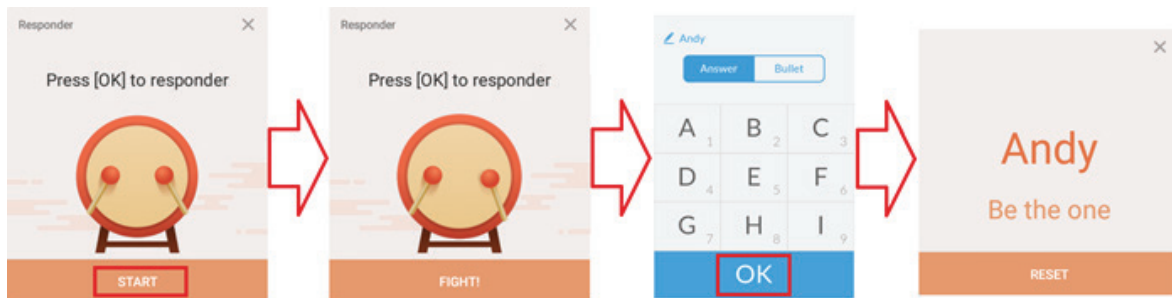 Responder ×
Press [OK] to responder
START
Responder ×
Press [OK] to responder
FIGHT!
Andy
Answer Bullet
A 1 B 2 C 3
D 4 E 5 F 6
G 7 H 8 I 9
OK
×
Andy
Be the one
RESET